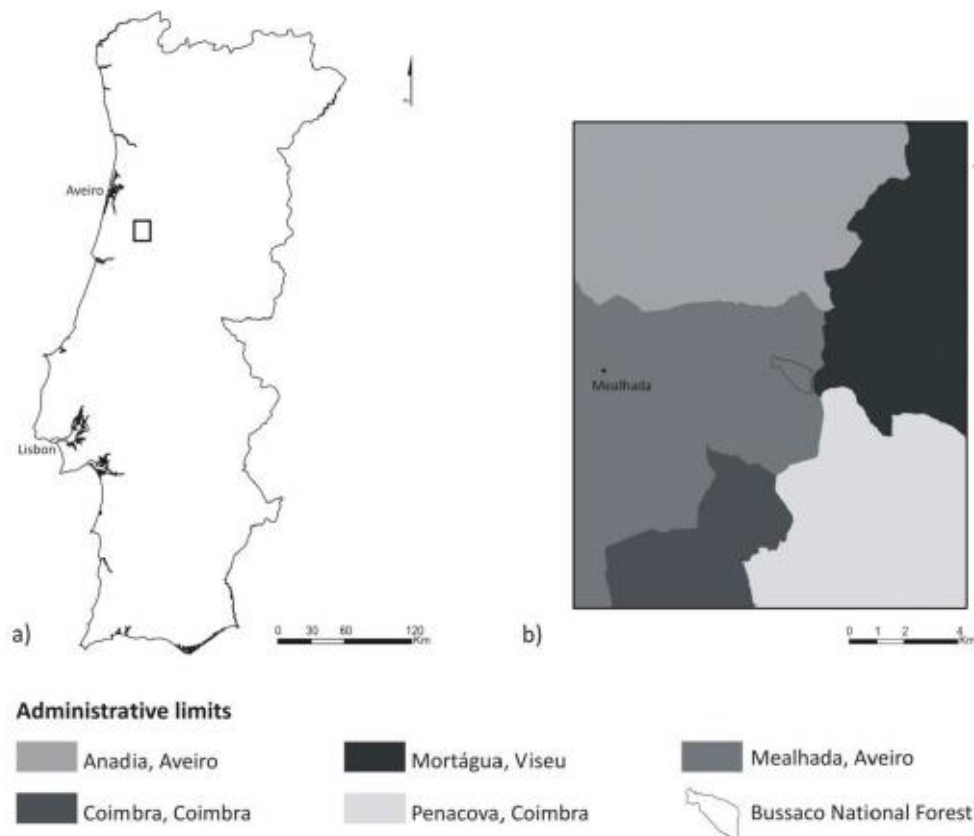 Aveiro
Lisbon
a)
0 30 60 120
Km
Mealhada
b)
0 1 2 4
Km
Administrative limits
Anadia, Aveiro
Mortágua, Viseu
Mealhada, Aveiro
Coimbra, Coimbra
Penacova, Coimbra
Bussaco National Forest